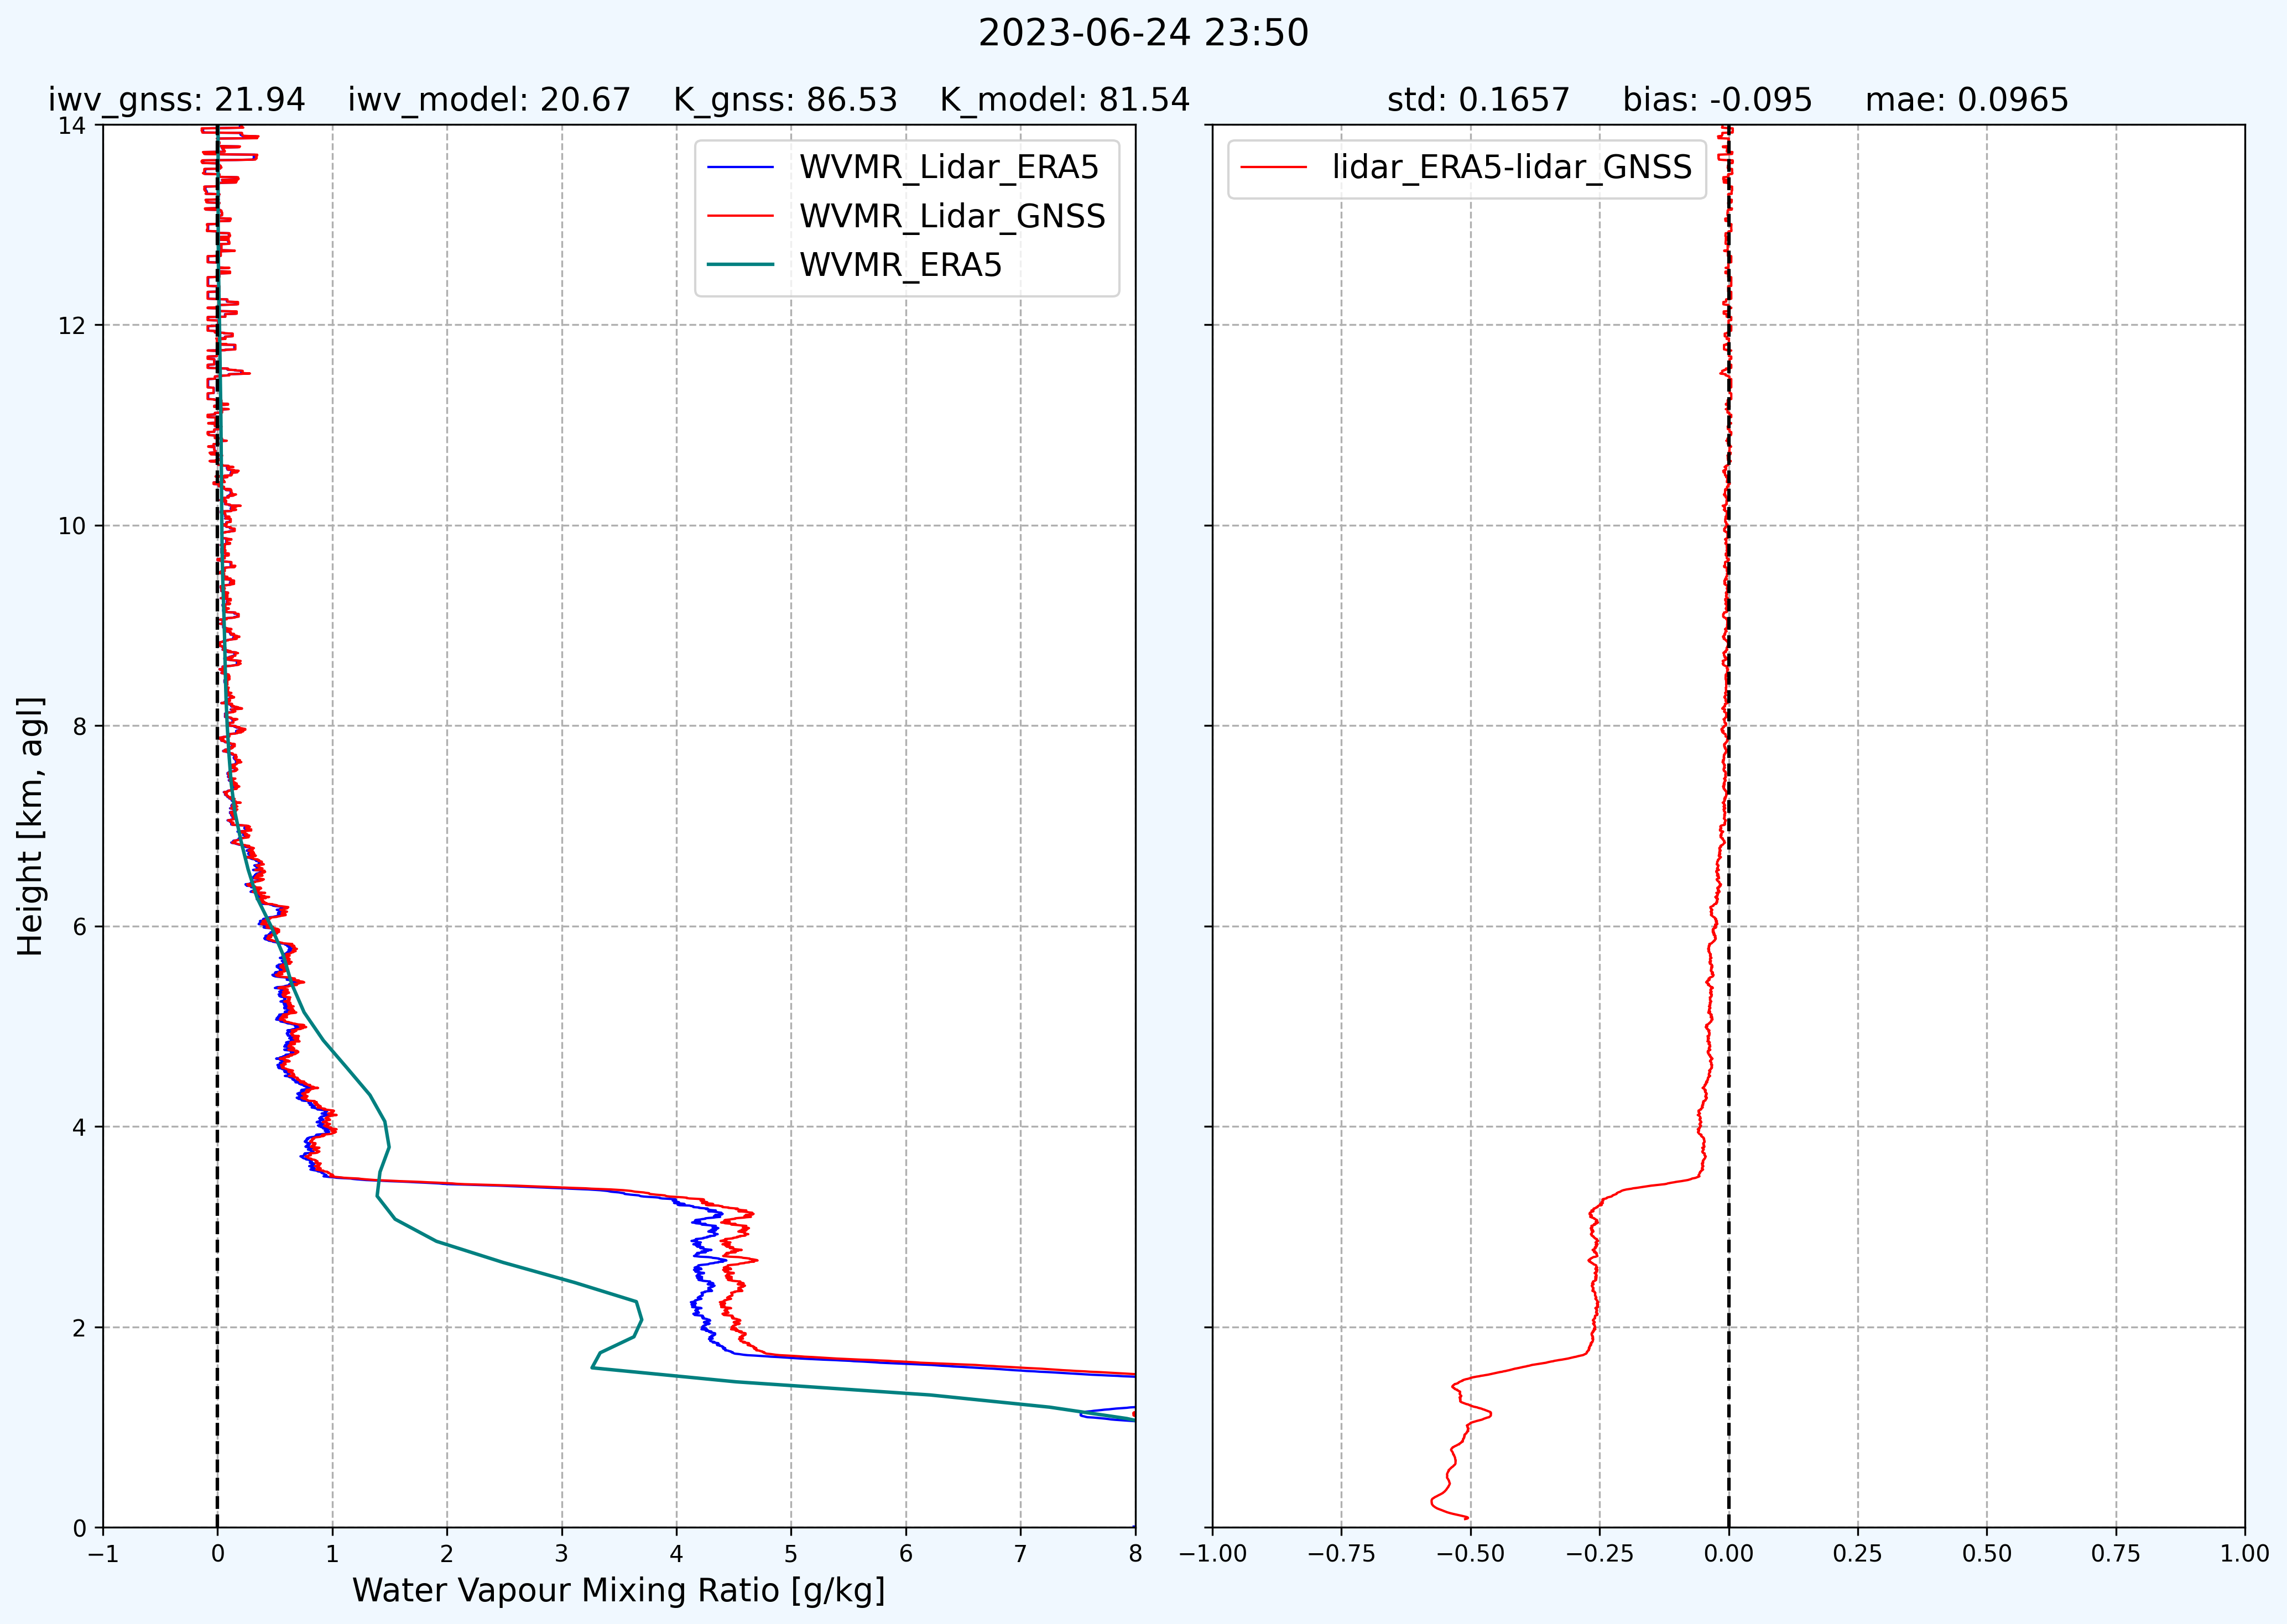 2023-06-24 23:50
iwv_gnss: 21.94 iwv_model: 20.67 K_gnss: 86.53 K_model: 81.54
std: 0.1657 bias: -0.095 mae: 0.0965
WVMR_Lidar_ERA5
WVMR_Lidar_GNSS
WVMR_ERA5
lidar_ERA5-lidar_GNSS
Height [km, agl]
14
12
10
8
6
4
2
0
−1 0 1 2 3 4 5 6 7 8
Water Vapour Mixing Ratio [g/kg]
−1.00 −0.75 −0.50 −0.25 0.00 0.25 0.50 0.75 1.00